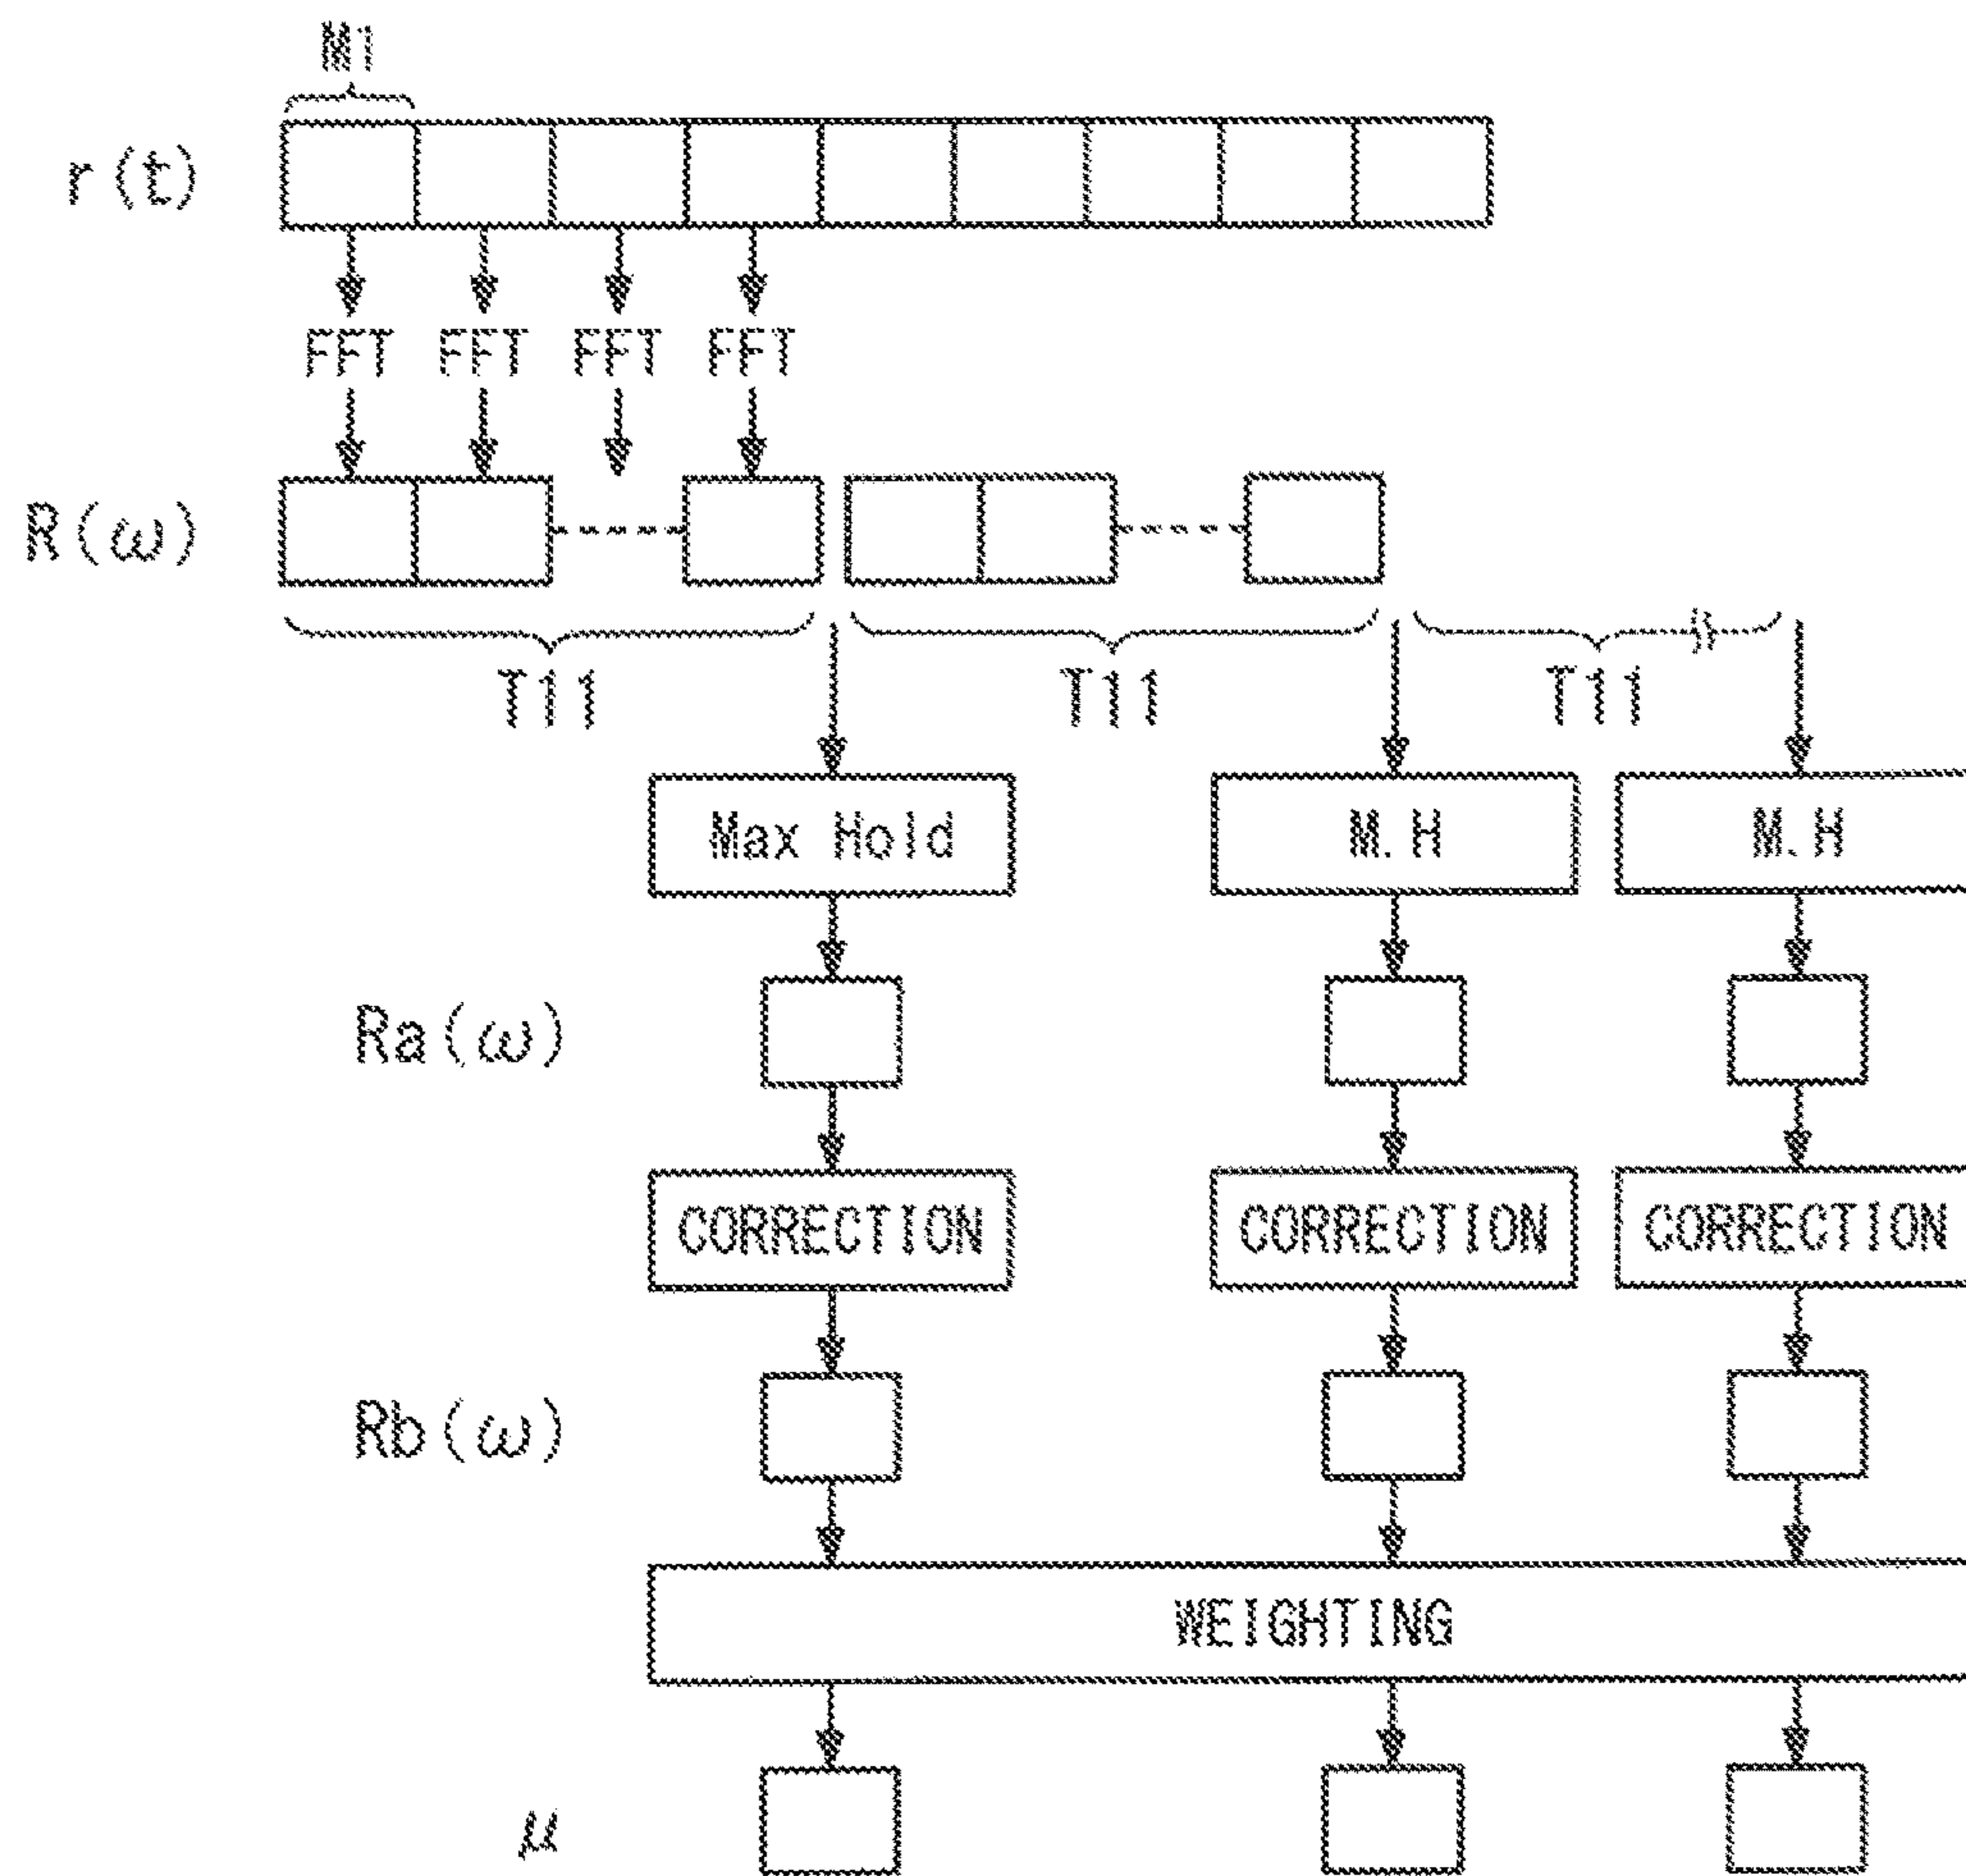 M1
r(t)
FFT FFT FFT FFT
R(ω)
T11 T11 T11
Max Hold M.H M.H
Ra(ω)
CORRECTION CORRECTION CORRECTION
Rb(ω)
WEIGHTING
μ